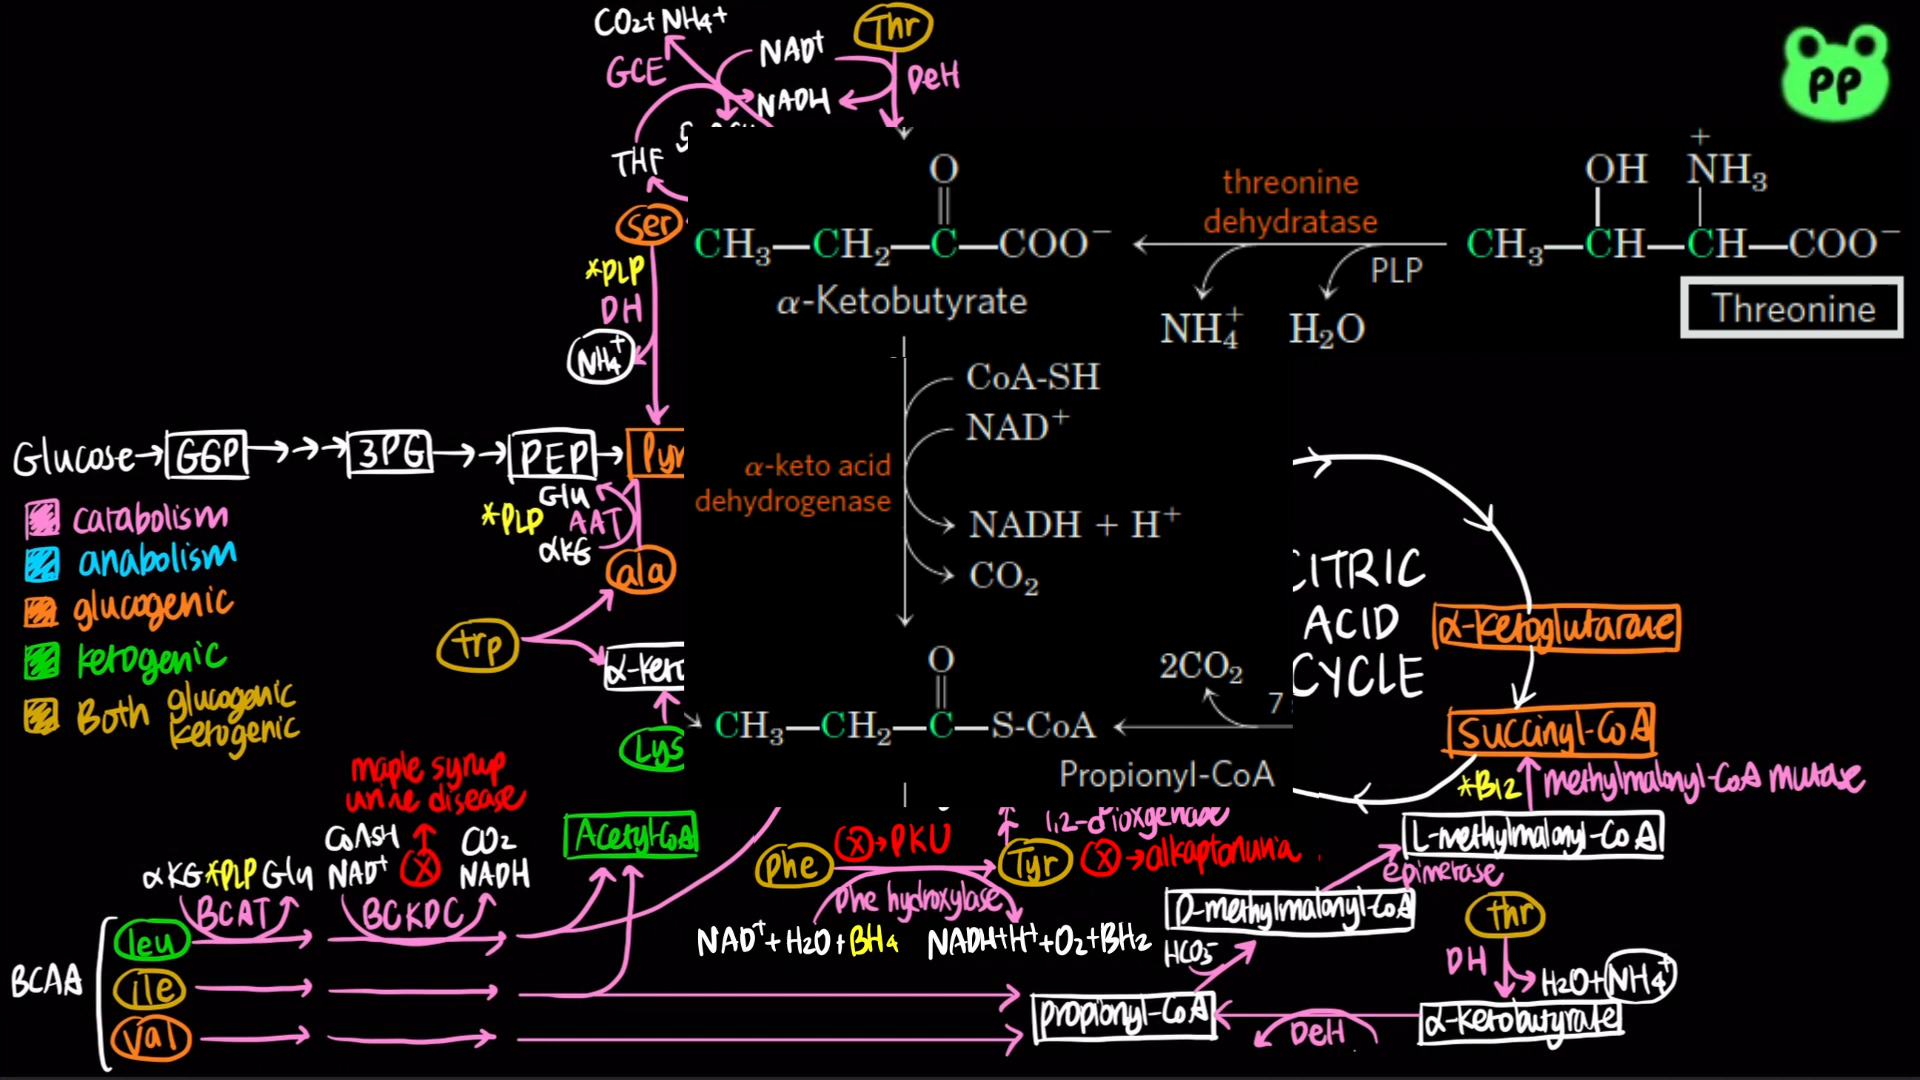 CO2+ NH4+
GCE
NAD+
Thr
DeH
NADH
THF
PP
ser
*PLP
DH
NH4+
O
CH3—CH2—C—COO−
α-Ketobutyrate
threonine
dehydratase
PLP
NH4+ H2O
OH +NH3
CH3—CH—CH—COO−
Threonine
CoA-SH
NAD+
α-keto acid
dehydrogenase
NADH + H+
CO2
O
CH3—CH2—C—S-CoA
2CO2
7
Propionyl-CoA
Glucose → G6P → → → 3PG → → PEP → Pyr
Glu
*PLP AAT
αKG
ala
trp
α-keto
Lys
catabolism
anabolism
glucogenic
ketogenic
Both glucogenic
ketogenic
CITRIC
ACID
CYCLE
α-ketoglutarate
Succinyl-CoA
*B12 methylmalonyl-CoA mutase
L-methylmalonyl-CoA
epimerase
D-methylmalonyl-CoA
HCO3−
thr
DH
H2O+NH4+
α-ketobutyrate
DeH
propionyl-CoA
maple syrup
urine disease
CoASH
NAD+
X
CO2
NADH
αKG *PLP Glu
BCAT
BCKDC
Acetyl-CoA
BCAA
leu
ile
val
Phe
X→PKU
Tyr
X→alkaptonuria
1,2-dioxgenase
Phe hydroxylase
NAD+ + H2O + BH4
NADH+H+ +O2+BH2